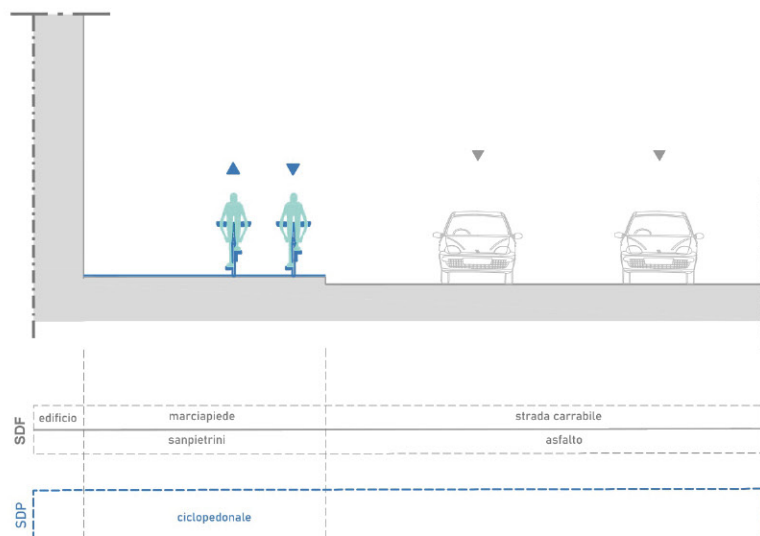 SDF
edificio marciapiede strada carrabile
sanpietrini asfalto
SDP
ciclopedonale